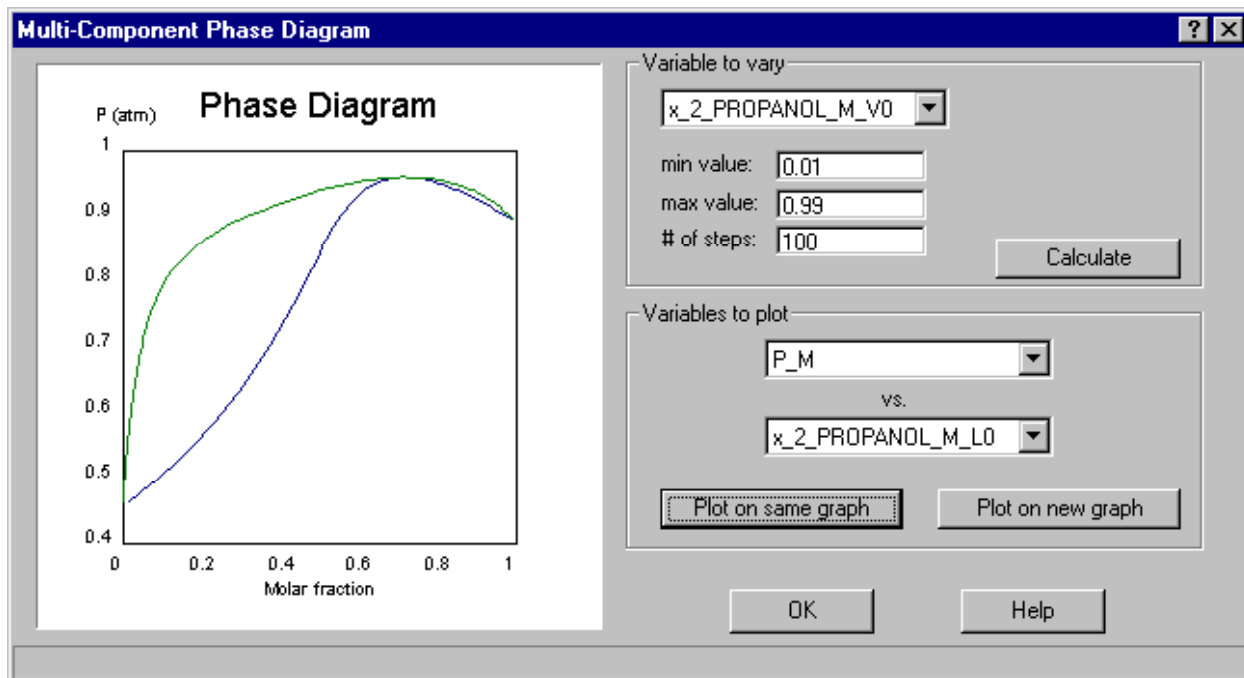 Multi-Component Phase Diagram
Phase Diagram
P (atm)
1
0.9
0.8
0.7
0.6
0.5
0.4
0 0.2 0.4 0.6 0.8 1
Molar fraction
Variable to vary
x_2_PROPANOL_M_V0
min value: 0.01
max value: 0.99
# of steps: 100
Calculate
Variables to plot
P_M
vs.
x_2_PROPANOL_M_L0
Plot on same graph Plot on new graph
OK Help